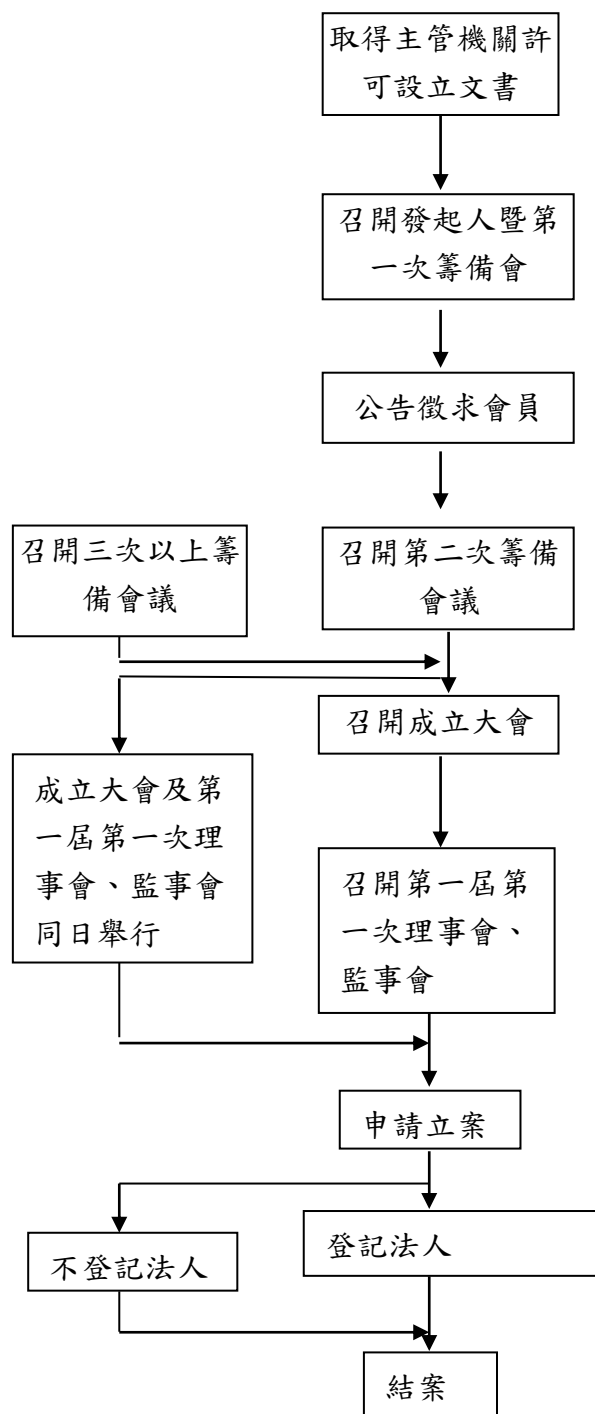 取得主管機關許
可設立文書
召開發起人暨第
一次籌備會
公告徵求會員
召開三次以上籌
備會議
召開第二次籌備
會議
召開成立大會
成立大會及第
一屆第一次理
事會、監事會
同日舉行
召開第一屆第
一次理事會、
監事會
申請立案
不登記法人
登記法人
結案